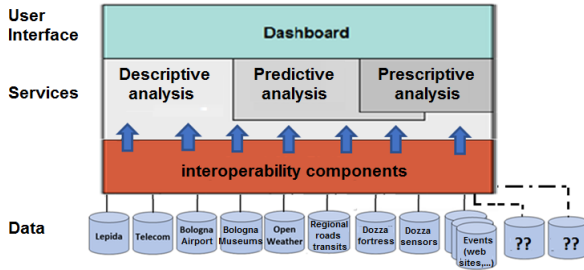 User
Interface
Dashboard
Services
Descriptive
analysis
Predictive
analysis
Prescriptive
analysis
interoperability components
Data
Lepida
Telecom
Bologna
Airport
Bologna
Museums
Open
Weather
Regional
roads
transits
Dozza
fortress
Dozza
sensors
Events
(web
sites,...)
??
??